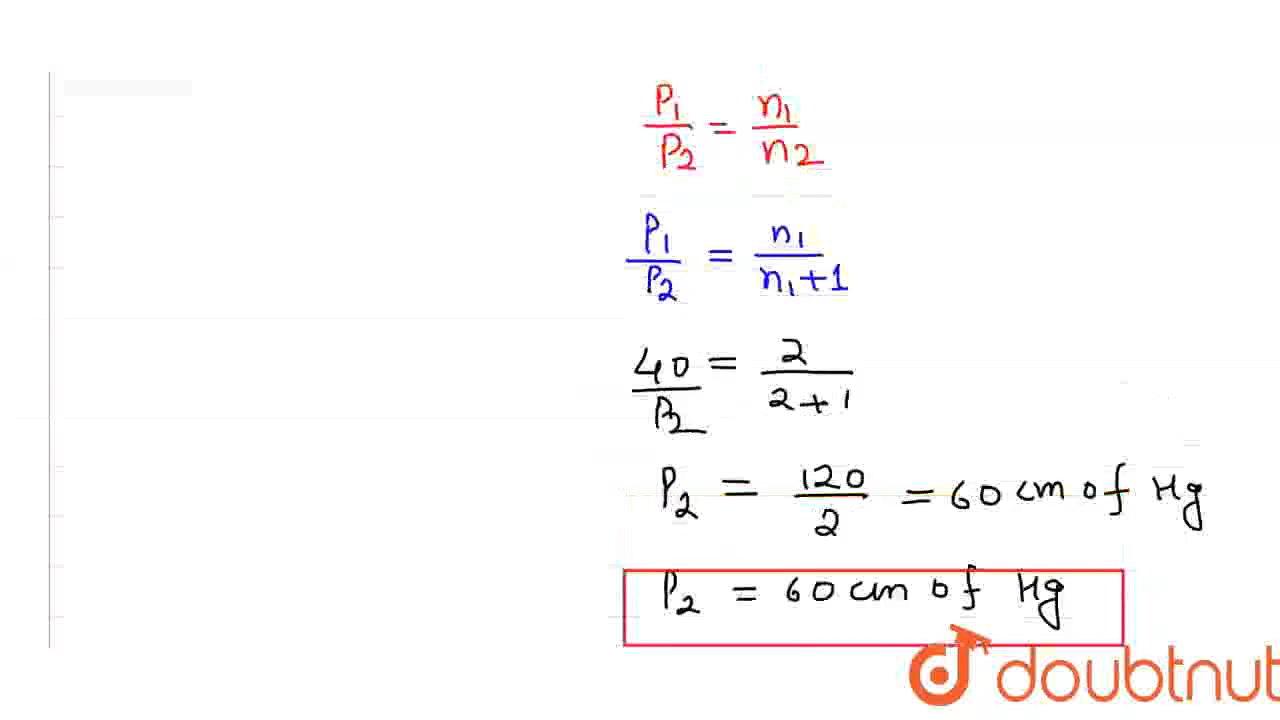 P1/P2 = n1/n2
P1/P2 = n1/n1+1
40/P2 = 2/2+1
P2 = 120/2 = 60 cm of Hg
P2 = 60 cm of Hg
doubtnut